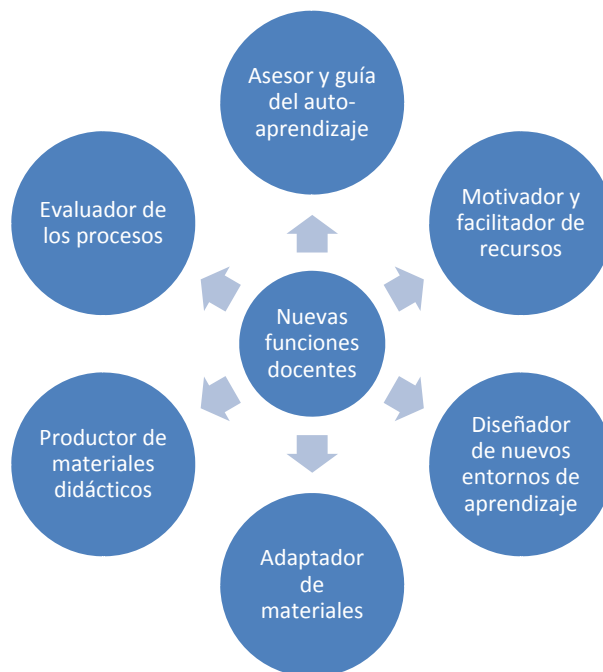 Asesor y guía
del auto-
aprendizaje
Motivador y
facilitador de
recursos
Diseñador
de nuevos
entornos de
aprendizaje
Adaptador
de
materiales
Productor de
materiales
didácticos
Evaluador de
los procesos
Nuevas
funciones
docentes